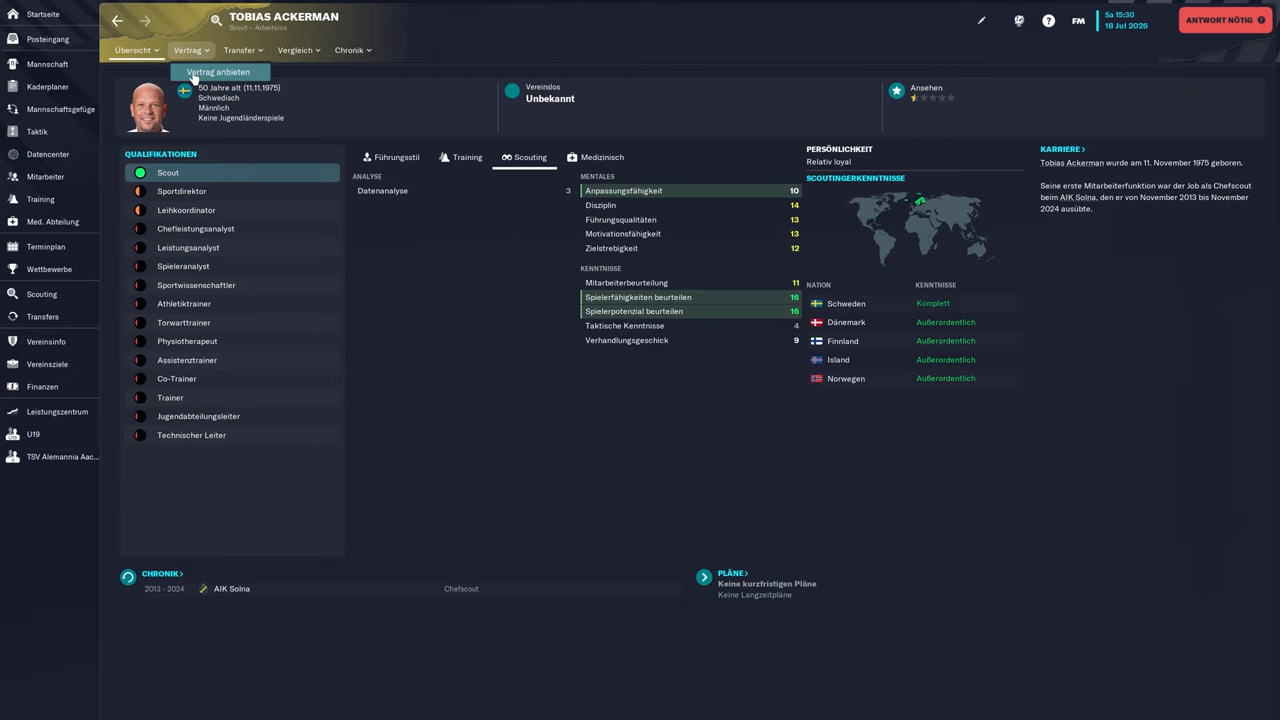 TOBIAS ACKERMAN
Scout - Arbeitslos
FM
Sa 15:30
18 Jul 2026
ANTWORT NÖTIG
Übersicht
Vertrag
Transfer
Vergleich
Chronik
Vertrag anbieten
Startseite
Posteingang
Mannschaft
Kaderplaner
Mannschaftsgefüge
Taktik
Datencenter
Mitarbeiter
Training
Med. Abteilung
Terminplan
Wettbewerbe
Scouting
Transfers
Vereinsinfo
Vereinsziele
Finanzen
Leistungszentrum
U19
TSV Alemannia Aac...
50 Jahre alt (11.11.1975)
Schwedisch
Männlich
Keine Jugendländerspiele
Vereinslos
Unbekannt
Ansehen
QUALIFIKATIONEN
Scout
Sportdirektor
Leihkoordinator
Chefleistungsanalyst
Leistungsanalyst
Spieleranalyst
Sportwissenschaftler
Athletiktrainer
Torwarttrainer
Physiotherapeut
Assistenztrainer
Co-Trainer
Trainer
Jugendabteilungsleiter
Technischer Leiter
Führungsstil
Training
Scouting
Medizinisch
ANALYSE
Datenanalyse 3
MENTALES
Anpassungsfähigkeit 10
Disziplin 14
Führungsqualitäten 13
Motivationsfähigkeit 13
Zielstrebigkeit 12
KENNTNISSE
Mitarbeiterbeurteilung 11
Spielerfähigkeiten beurteilen 16
Spielerpotenzial beurteilen 16
Taktische Kenntnisse 4
Verhandlungsgeschick 9
PERSÖNLICHKEIT
Relativ loyal
SCOUTINGERKENNTNISSE
NATION KENNTNISSE
Schweden Komplett
Dänemark Außerordentlich
Finnland Außerordentlich
Island Außerordentlich
Norwegen Außerordentlich
KARRIERE >
Tobias Ackerman wurde am 11. November 1975 geboren.
Seine erste Mitarbeiterfunktion war der Job als Chefscout
beim AIK Solna, den er von November 2013 bis November
2024 ausübte.
CHRONIK >
2013 - 2024 AIK Solna Chefscout
PLÄNE >
Keine kurzfristigen Pläne
Keine Langzeitpläne